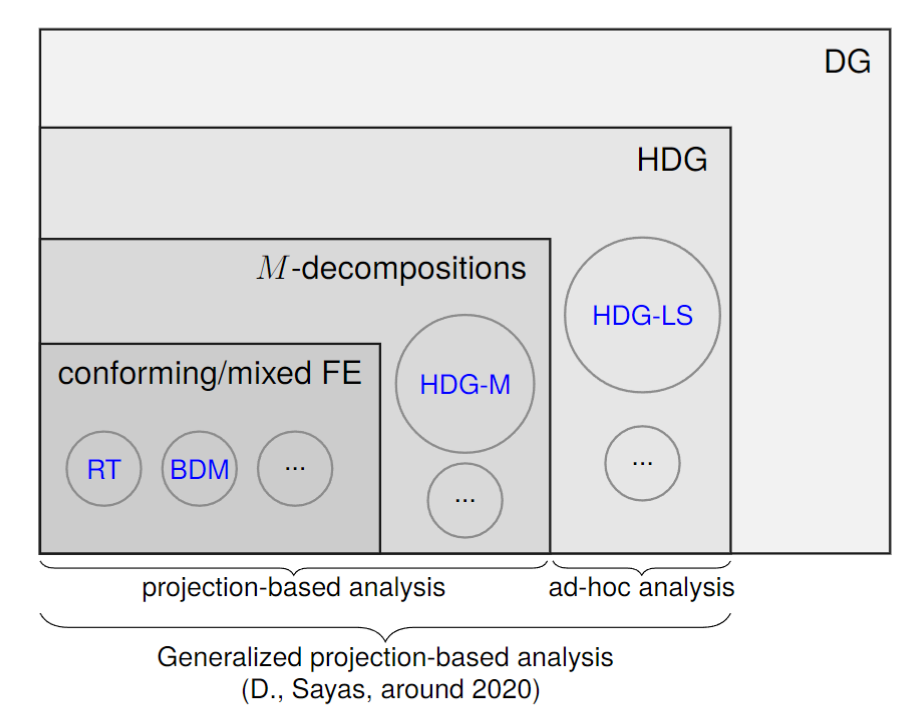 DG
HDG
M-decompositions
HDG-LS
conforming/mixed FE
HDG-M
RT
BDM
...
...
...
projection-based analysis
ad-hoc analysis
Generalized projection-based analysis
(D., Sayas, around 2020)